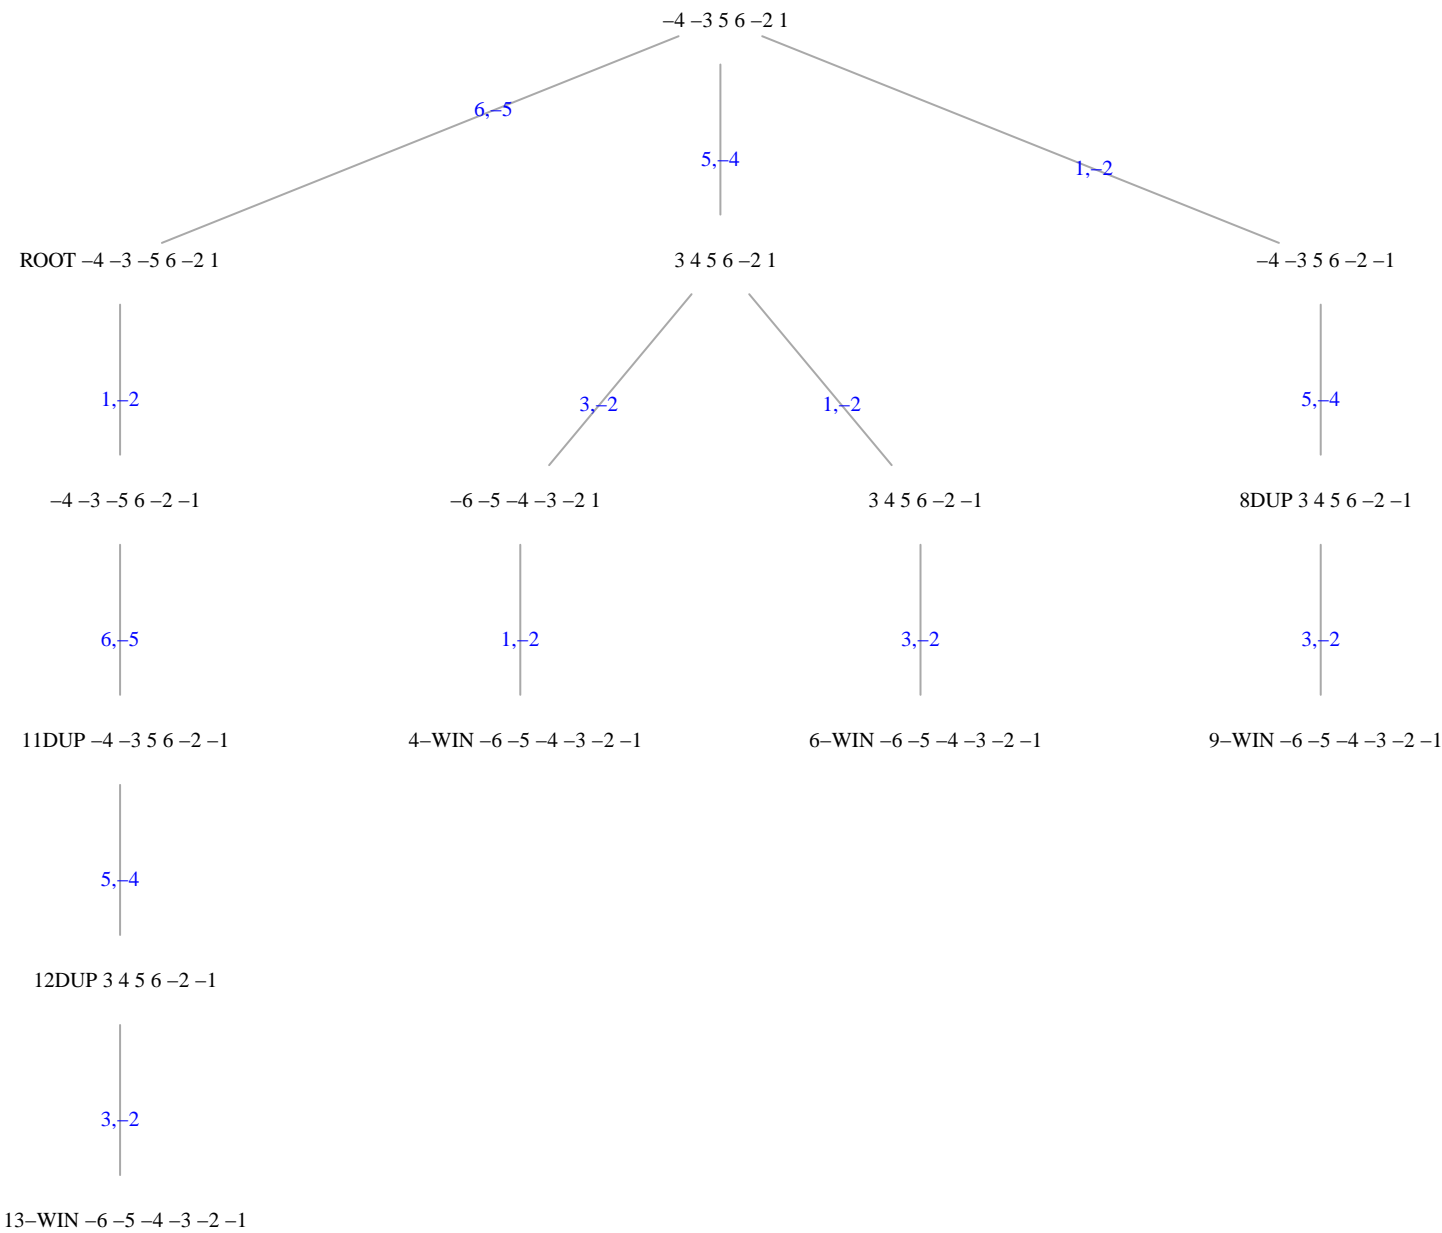 –4 –3 5 6 –2 1
6,–5
5,–4
1,–2
ROOT –4 –3 –5 6 –2 1
3 4 5 6 –2 1
–4 –3 5 6 –2 –1
1,–2
3,–2
1,–2
5,–4
–4 –3 –5 6 –2 –1
–6 –5 –4 –3 –2 1
3 4 5 6 –2 –1
8DUP 3 4 5 6 –2 –1
6,–5
1,–2
3,–2
3,–2
11DUP –4 –3 5 6 –2 –1
4–WIN –6 –5 –4 –3 –2 –1
6–WIN –6 –5 –4 –3 –2 –1
9–WIN –6 –5 –4 –3 –2 –1
5,–4
12DUP 3 4 5 6 –2 –1
3,–2
13–WIN –6 –5 –4 –3 –2 –1